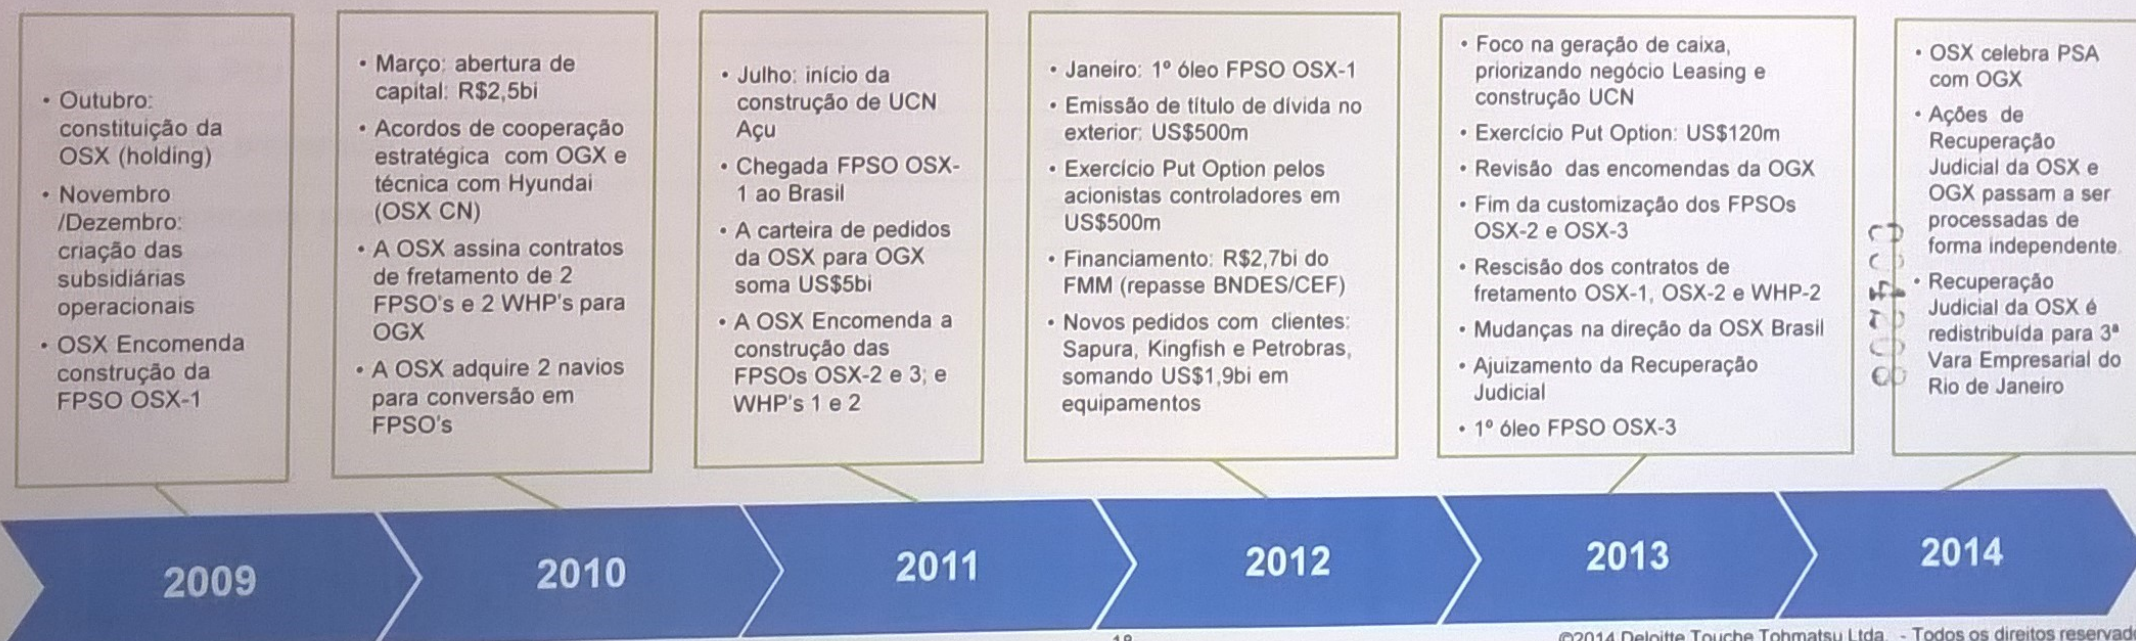 • Outubro:
constituição da
OSX (holding)
• Novembro
/Dezembro:
criação das
subsidiárias
operacionais
• OSX Encomenda
construção da
FPSO OSX-1
• Março: abertura de
capital: R$2,5bi
• Acordos de cooperação
estratégica com OGX e
técnica com Hyundai
(OSX CN)
• A OSX assina contratos
de fretamento de 2
FPSO's e 2 WHP's para
OGX
• A OSX adquire 2 navios
para conversão em
FPSO's
• Julho: início da
construção de UCN
Açu
• Chegada FPSO OSX-
1 ao Brasil
• A carteira de pedidos
da OSX para OGX
soma US$5bi
• A OSX Encomenda a
construção das
FPSOs OSX-2 e 3; e
WHP's 1 e 2
• Janeiro: 1º óleo FPSO OSX-1
• Emissão de título de dívida no
exterior: US$500m
• Exercício Put Option pelos
acionistas controladores em
US$500m
• Financiamento: R$2,7bi do
FMM (repasse BNDES/CEF)
• Novos pedidos com clientes:
Sapura, Kingfish e Petrobras,
somando US$1,9bi em
equipamentos
• Foco na geração de caixa,
priorizando negócio Leasing e
construção UCN
• Exercício Put Option: US$120m
• Revisão das encomendas da OGX
• Fim da customização dos FPSOs
OSX-2 e OSX-3
• Rescisão dos contratos de
fretamento OSX-1, OSX-2 e WHP-2
• Mudanças na direção da OSX Brasil
• Ajuizamento da Recuperação
Judicial
• 1º óleo FPSO OSX-3
• OSX celebra PSA
com OGX
• Ações de
Recuperação
Judicial da OSX e
OGX passam a ser
processadas de
forma independente.
• Recuperação
Judicial da OSX é
redistribuída para 3ª
Vara Empresarial do
Rio de Janeiro
2009
2010
2011
2012
2013
2014
©2014 Deloitte Touche Tohmatsu Ltda. - Todos os direitos reservad